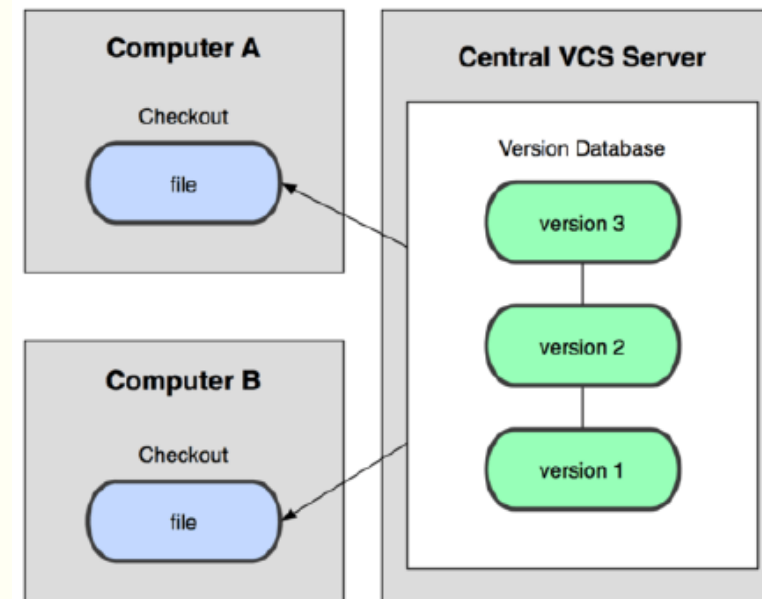 Computer A
Checkout
file
Computer B
Checkout
file
Central VCS Server
Version Database
version 3
version 2
version 1